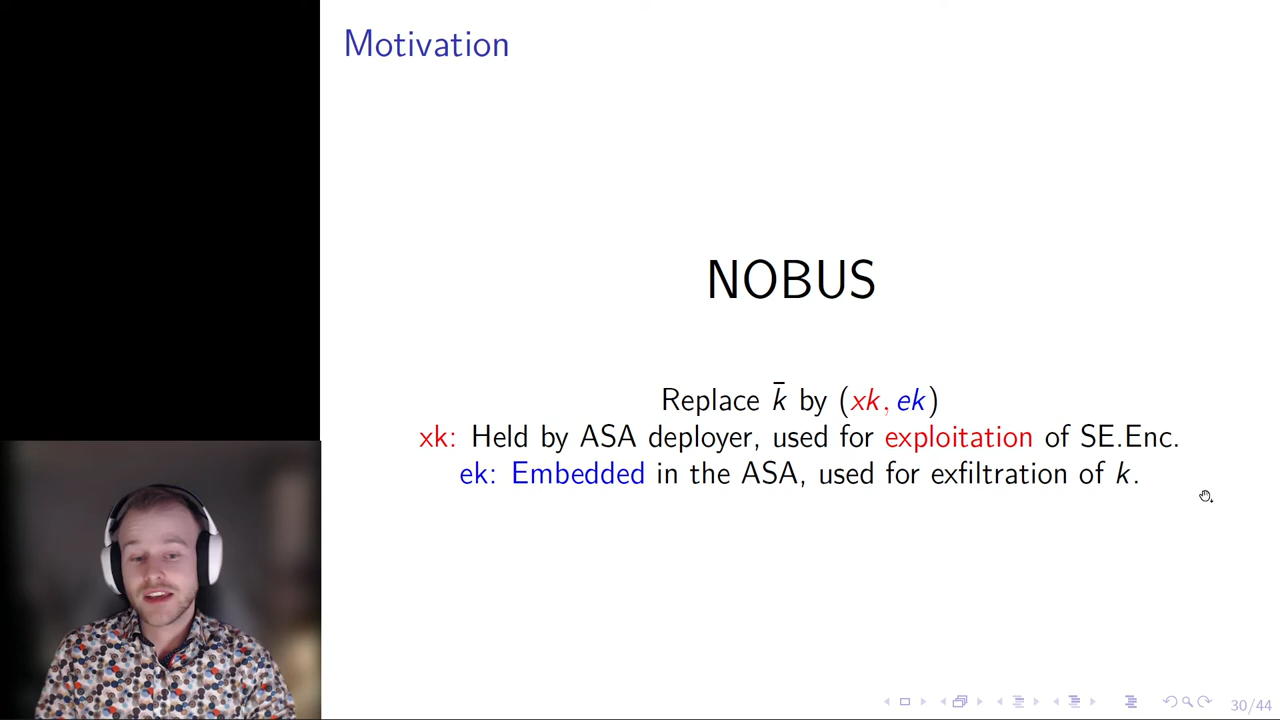 Motivation
NOBUS
Replace k̄ by (xk, ek)
xk: Held by ASA deployer, used for exploitation of SE.Enc.
ek: Embedded in the ASA, used for exfiltration of k.
30/44